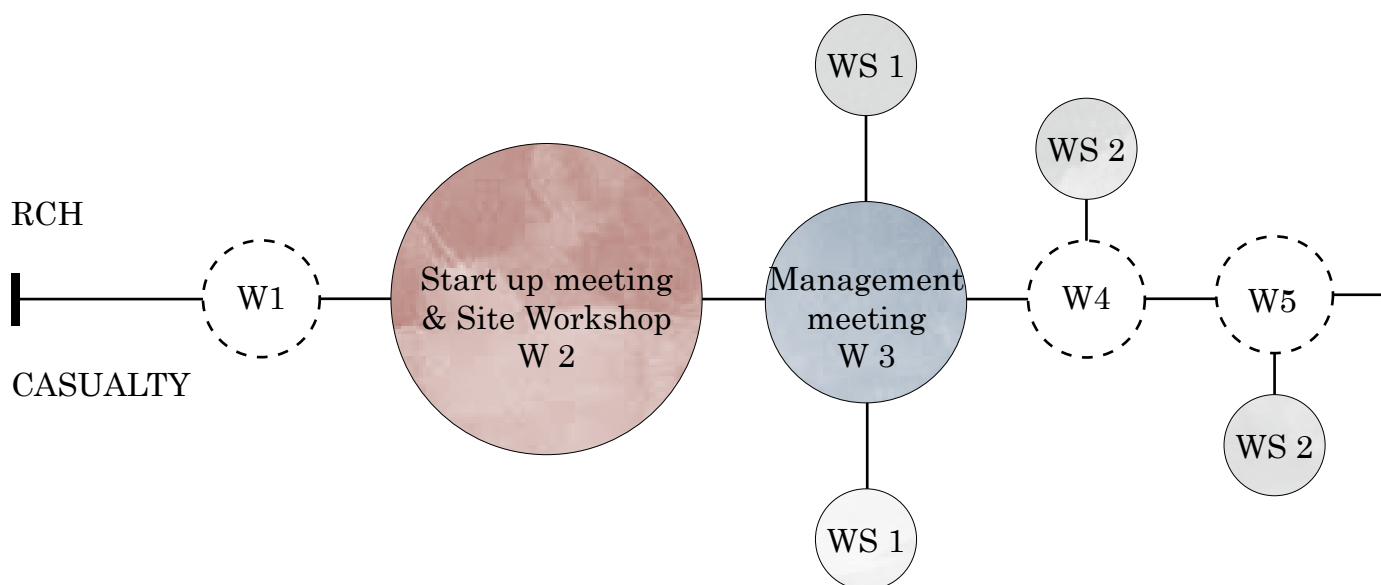 WS 1
WS 2
RCH
W1
Start up meeting
& Site Workshop
W 2
Management
meeting
W 3
W4
W5
CASUALTY
WS 2
WS 1